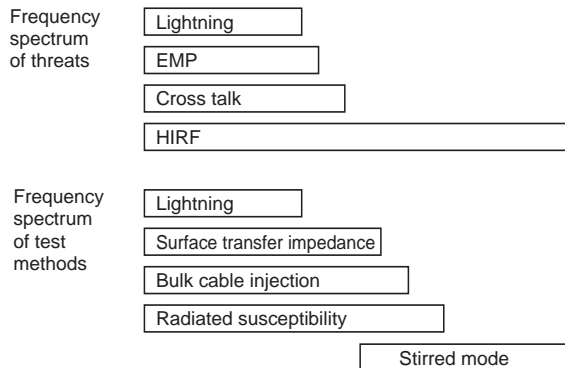 Frequency
spectrum
of threats
Lightning
EMP
Cross talk
HIRF
Frequency
spectrum
of test
methods
Lightning
Surface transfer impedance
Bulk cable injection
Radiated susceptibility
Stirred mode